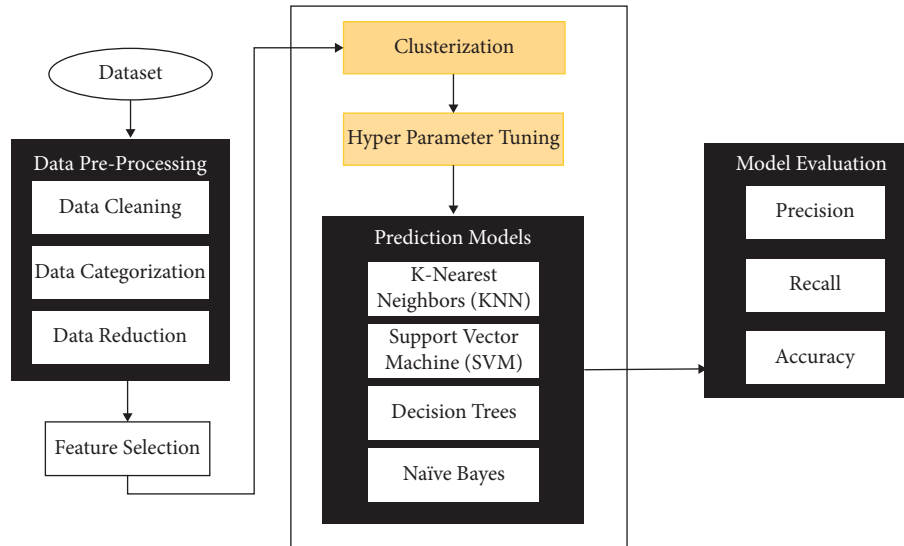 Dataset
Data Pre-Processing
Data Cleaning
Data Categorization
Data Reduction
Feature Selection
Clusterization
Hyper Parameter Tuning
Prediction Models
K-Nearest
Neighbors (KNN)
Support Vector
Machine (SVM)
Decision Trees
Naïve Bayes
Model Evaluation
Precision
Recall
Accuracy